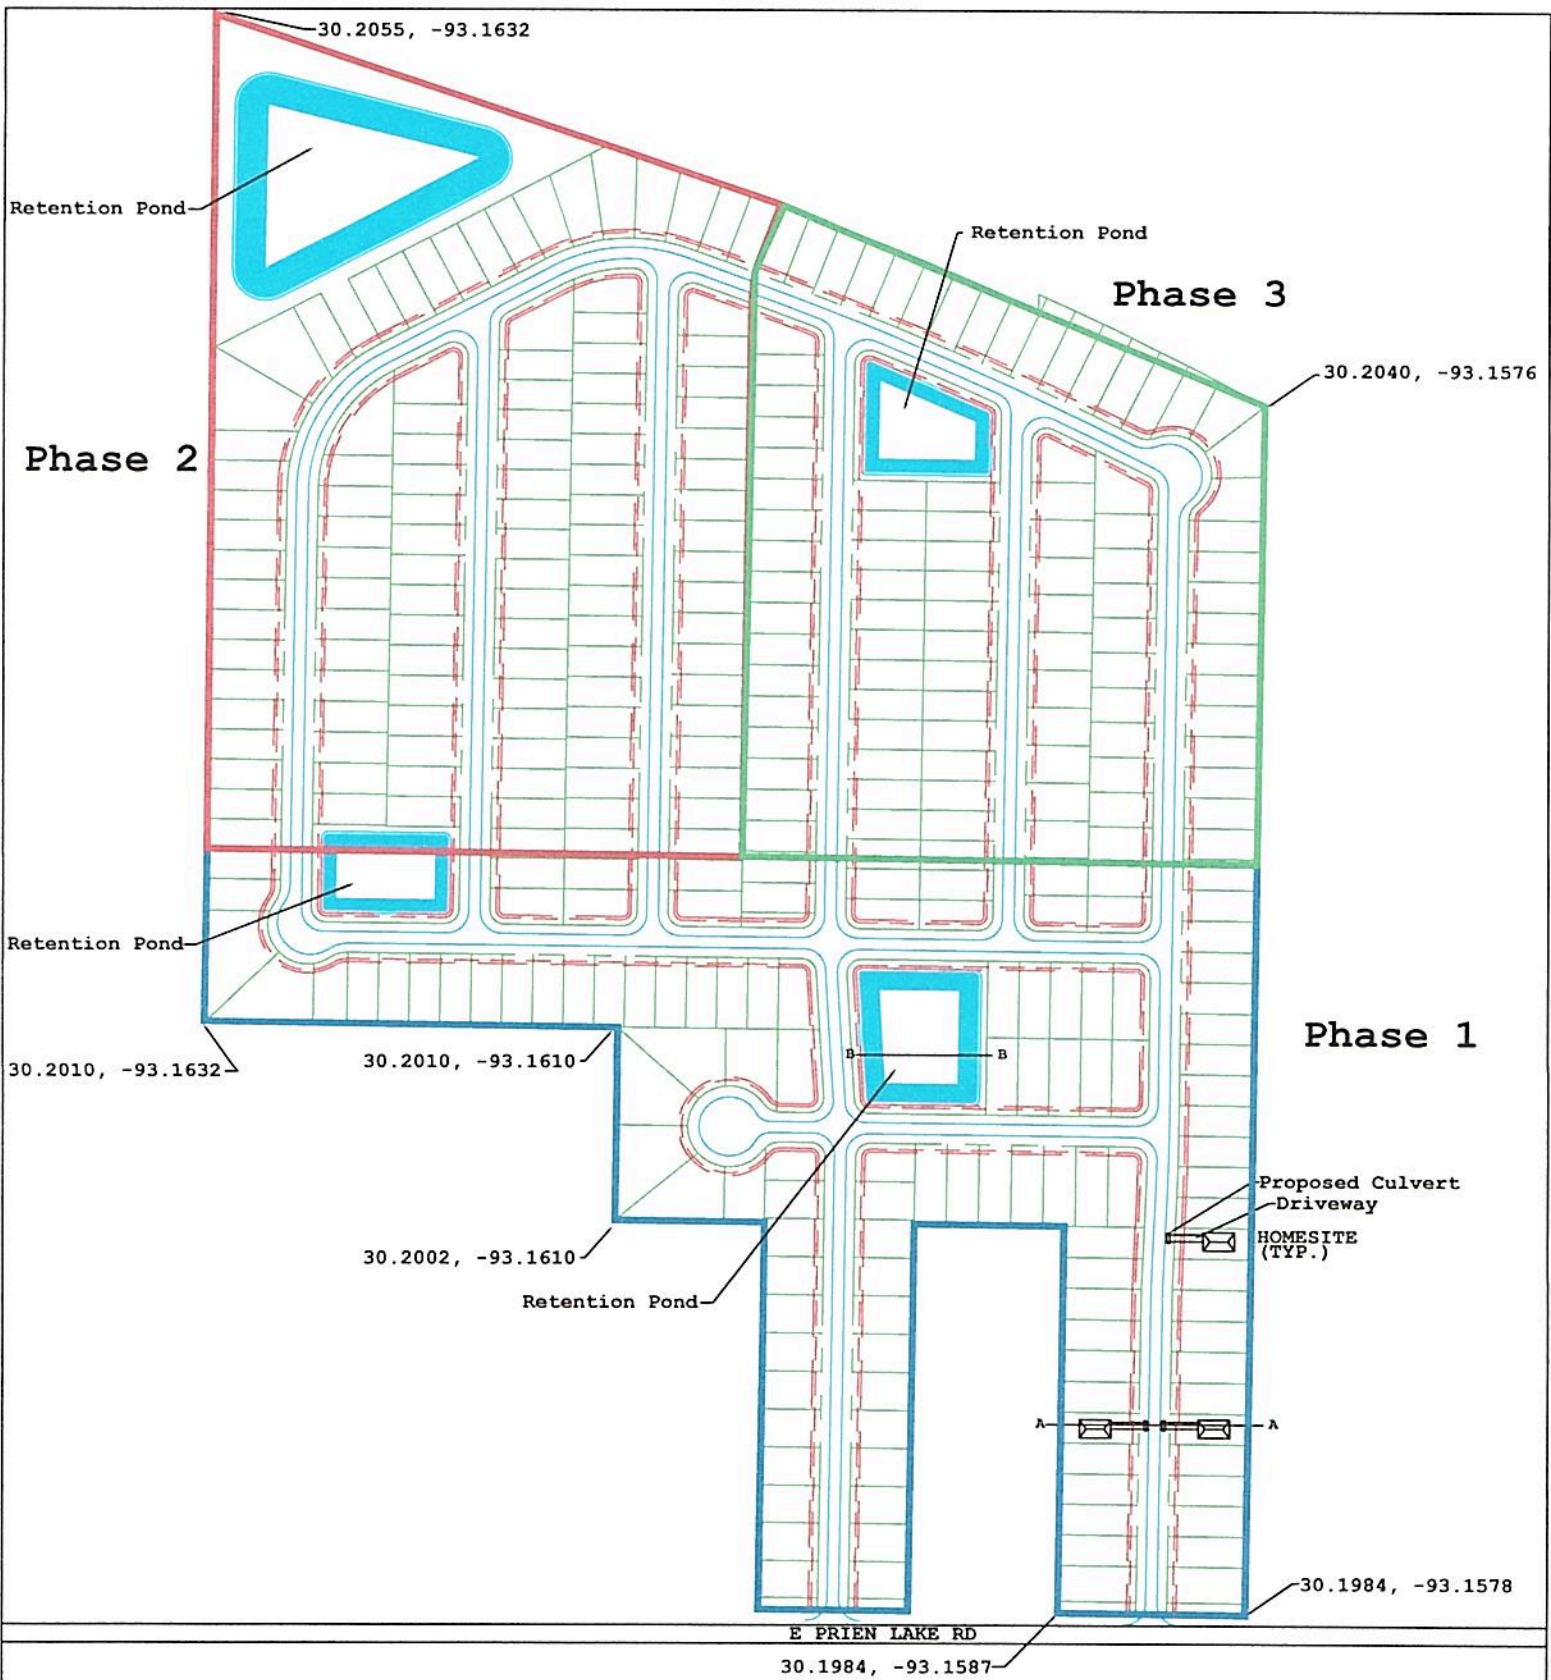 30.2055, -93.1632
Retention Pond
Retention Pond
Phase 3
30.2040, -93.1576
Phase 2
Retention Pond
Phase 1
B B
30.2010, -93.1632
30.2010, -93.1610
Proposed Culvert
Driveway
HOMESITE
(TYP.)
30.2002, -93.1610
Retention Pond
A A
30.1984, -93.1578
E PRIEN LAKE RD
30.1984, -93.1587